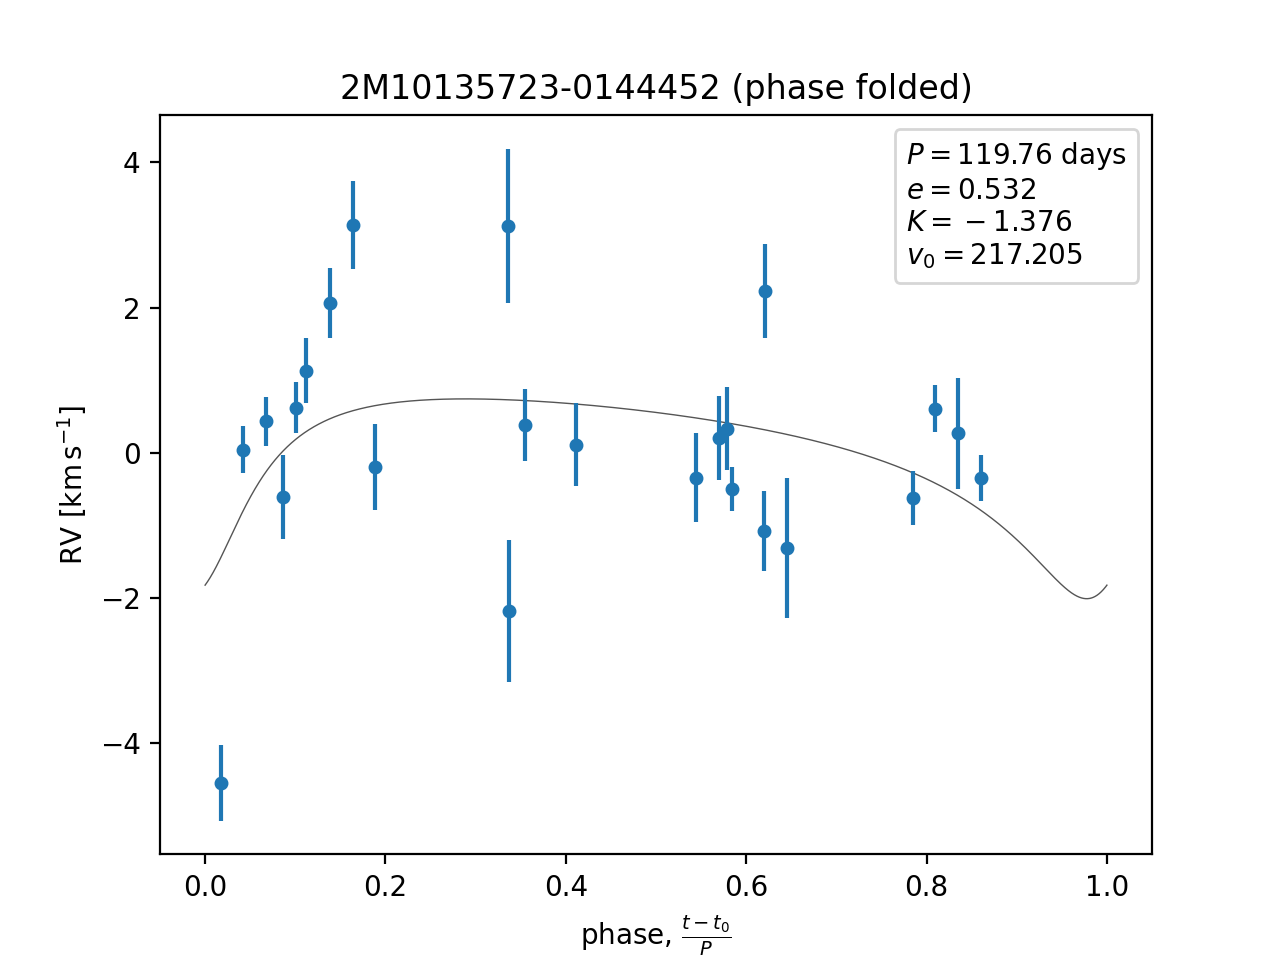 2M10135723-0144452 (phase folded)
P = 119.76 days
e = 0.532
K = −1.376
v₀ = 217.205
4
2
0
−2
−4
RV [km s⁻¹]
0.0 0.2 0.4 0.6 0.8 1.0
phase, (t − t₀)/P